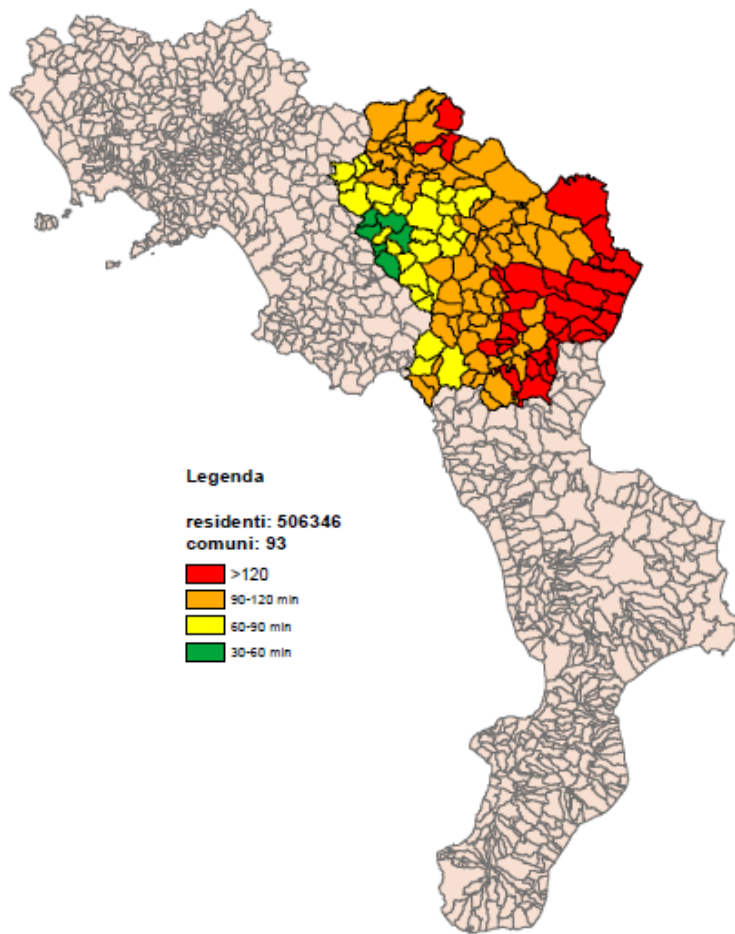 Legenda
residenti: 506346
comuni: 93
>120
90-120 min
60-90 min
30-60 min